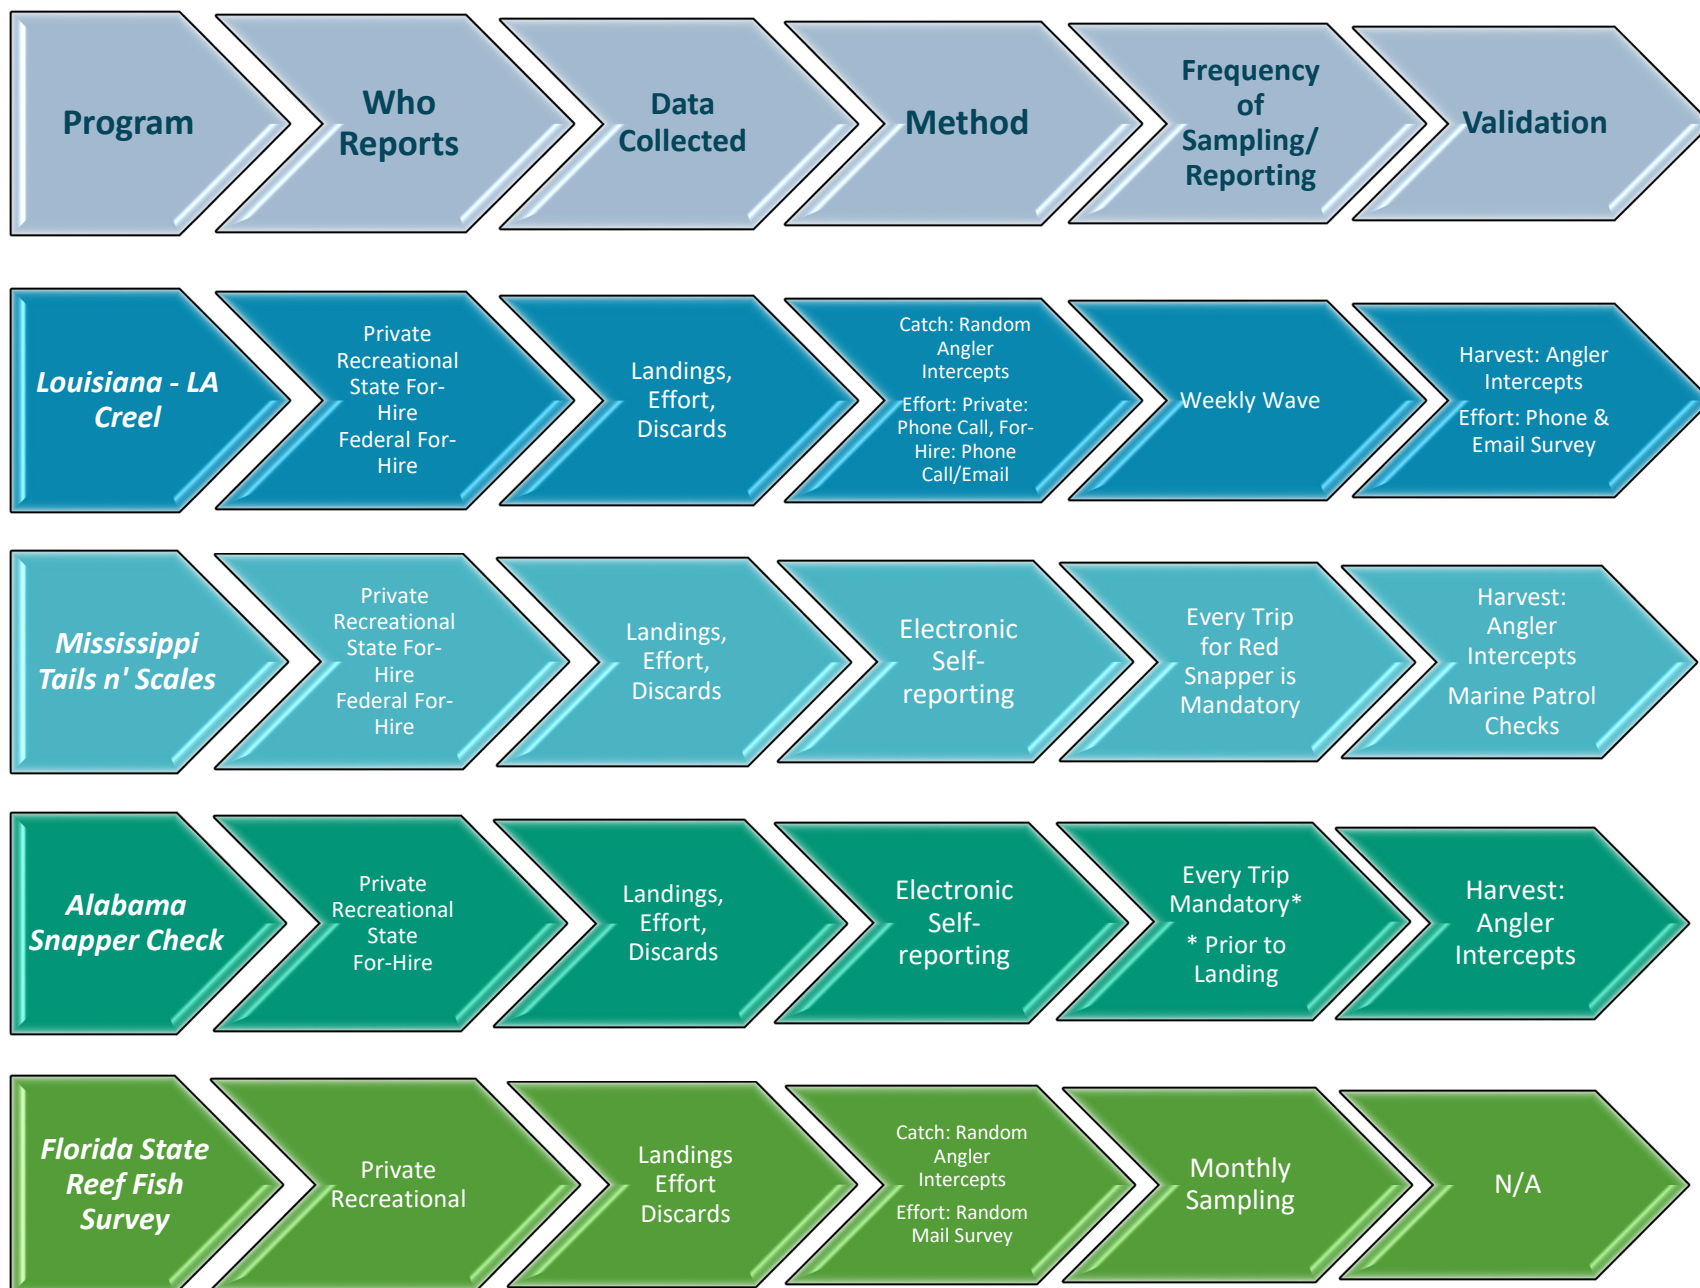 Program
Who
Reports
Data
Collected
Method
Frequency
of
Sampling/
Reporting
Validation
Louisiana - LA
Creel
Private
Recreational
State For-
Hire
Federal For-
Hire
Landings,
Effort,
Discards
Catch: Random
Angler
Intercepts
Effort: Private:
Phone Call, For-
Hire: Phone
Call/Email
Weekly Wave
Harvest: Angler
Intercepts
Effort: Phone &
Email Survey
Mississippi
Tails n' Scales
Private
Recreational
State For-
Hire
Federal For-
Hire
Landings,
Effort,
Discards
Electronic
Self-
reporting
Every Trip
for Red
Snapper is
Mandatory
Harvest:
Angler
Intercepts
Marine Patrol
Checks
Alabama
Snapper Check
Private
Recreational
State
For-Hire
Landings,
Effort,
Discards
Electronic
Self-
reporting
Every Trip
Mandatory*
* Prior to
Landing
Harvest:
Angler
Intercepts
Florida State
Reef Fish
Survey
Private
Recreational
Landings
Effort
Discards
Catch: Random
Angler
Intercepts
Effort: Random
Mail Survey
Monthly
Sampling
N/A